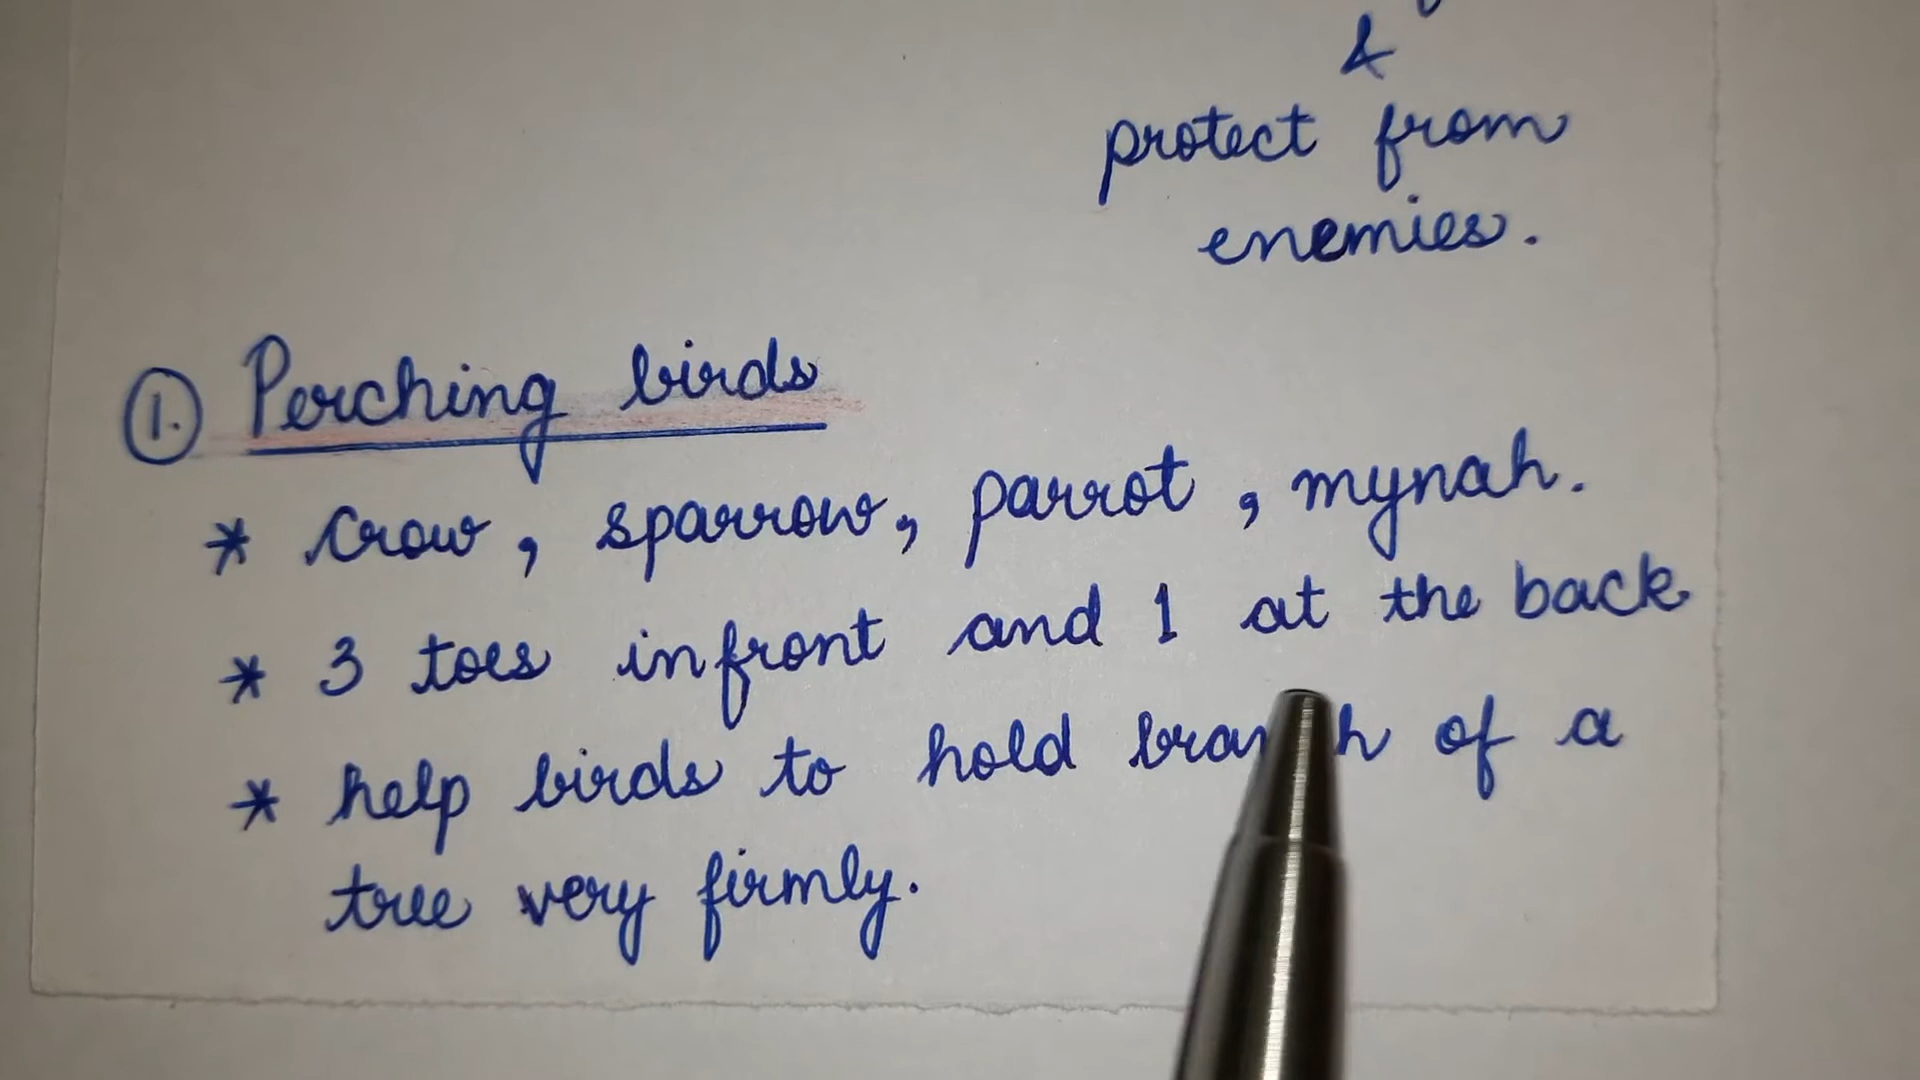 &
protect from
enemies.
1. Perching birds
* crow, sparrow, parrot, mynah.
* 3 toes infront and 1 at the back
* help birds to hold of a
tree very firmly.